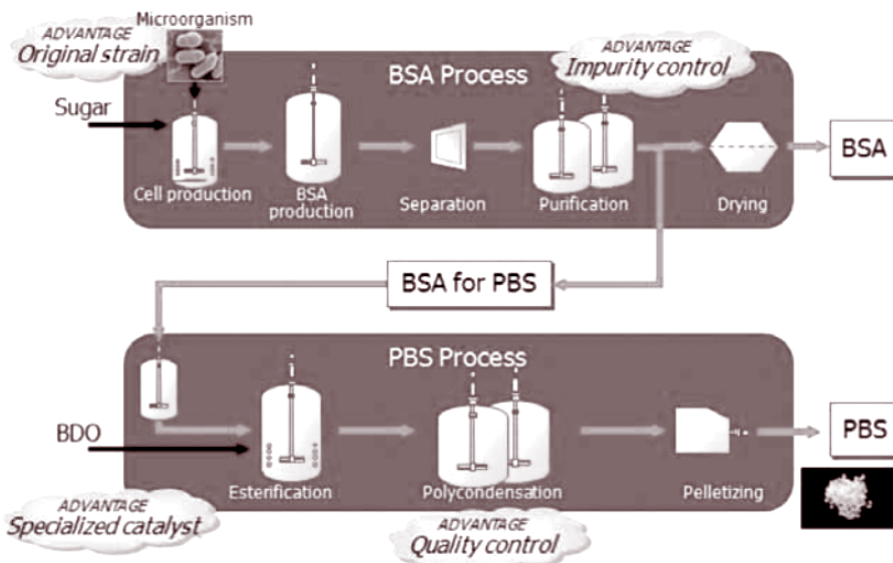 Microorganism
ADVANTAGE
Original strain
ADVANTAGE
Impurity control
BSA Process
Sugar
BSA
Cell production
BSA
production
Separation
Purification
Drying
BSA for PBS
PBS Process
BDO
PBS
Esterification
Polycondensation
Pelletizing
ADVANTAGE
Specialized catalyst
ADVANTAGE
Quality control